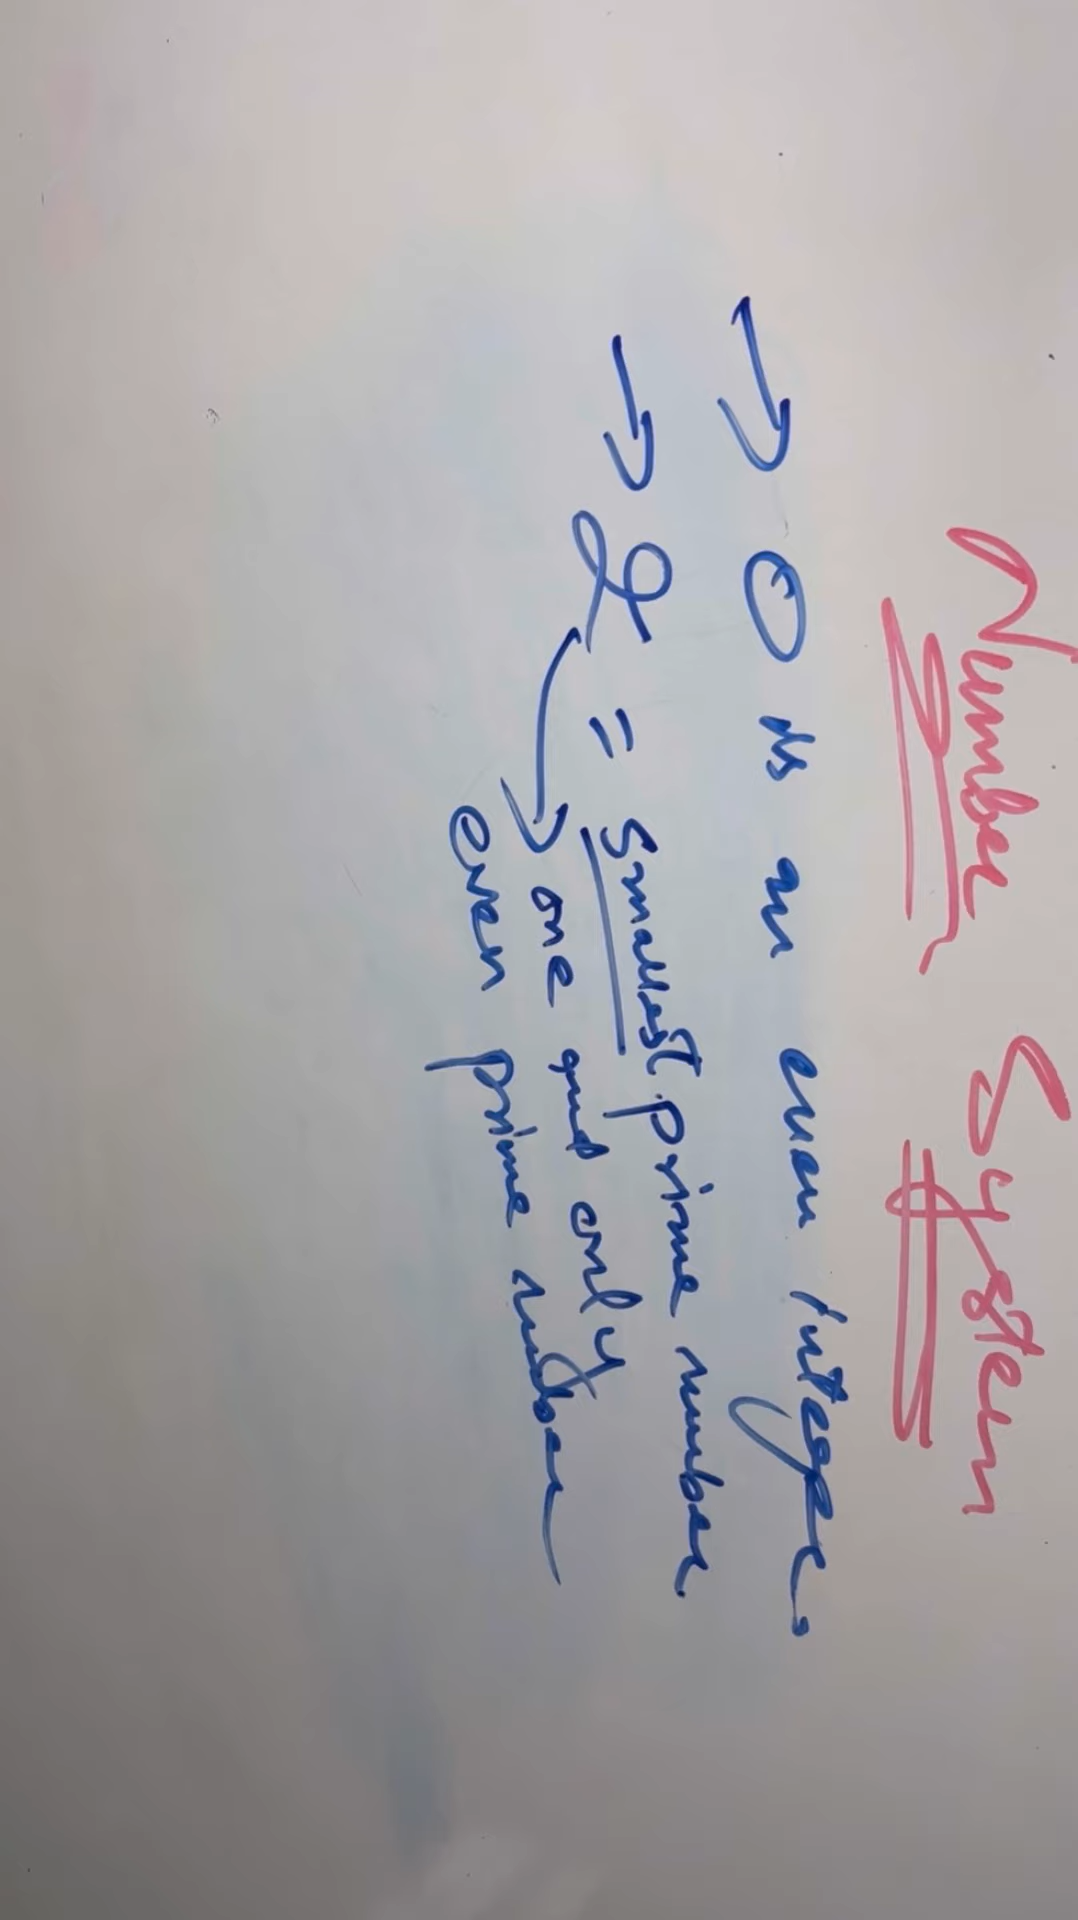 Number System
→ 0 is an even integer.
→ 2 = smallest prime number.
→ one and only
even prime number